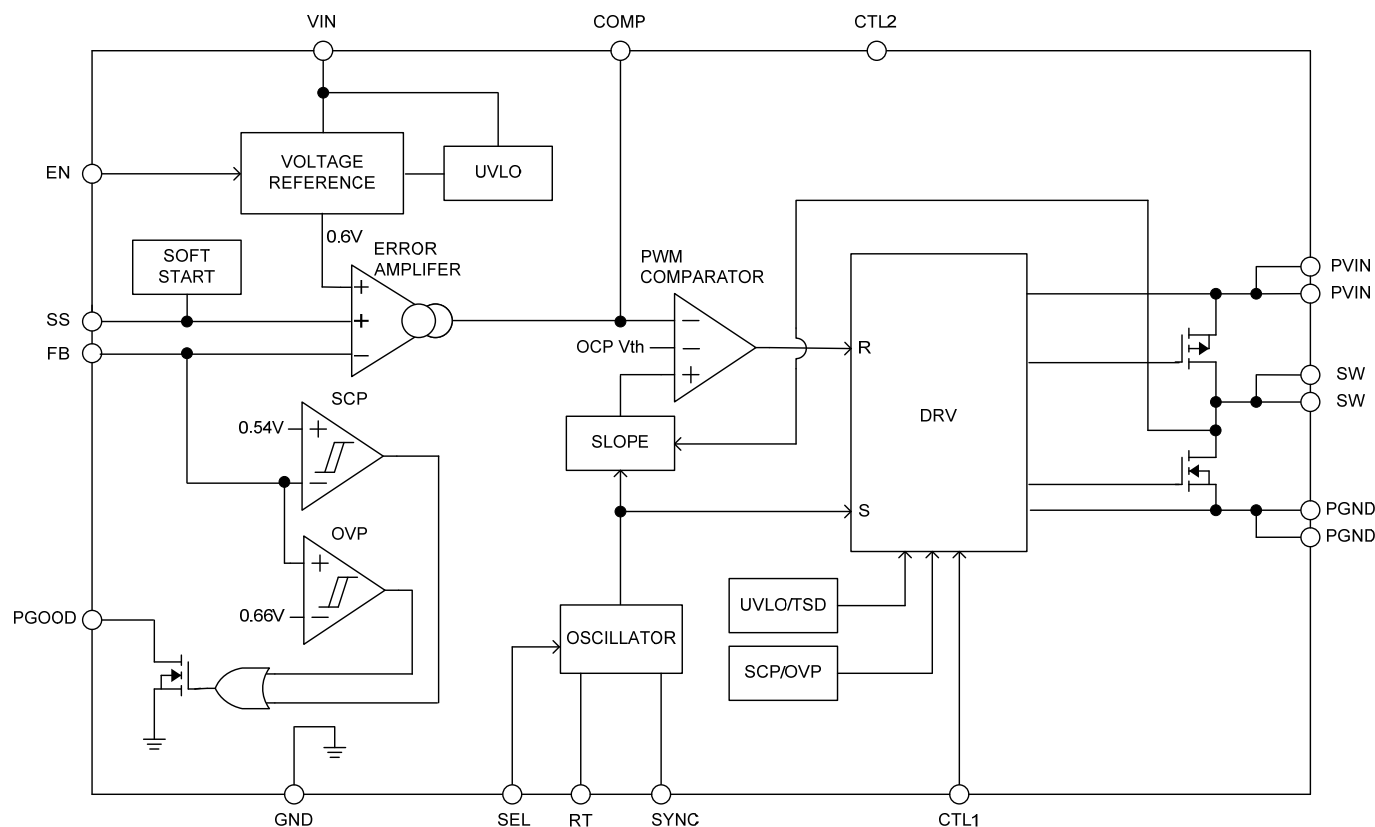 VIN
COMP
CTL2
EN
VOLTAGE
REFERENCE
UVLO
0.6V
SOFT
START
ERROR
AMPLIFER
PWM
COMPARATOR
+
SS
+
FB
−
−
OCP Vth
−
+
R
DRV
S
SLOPE
PVIN
PVIN
SW
SW
PGND
PGND
SCP
0.54V
+
−
OVP
+
0.66V
−
PGOOD
OSCILLATOR
UVLO/TSD
SCP/OVP
GND
SEL
RT
SYNC
CTL1